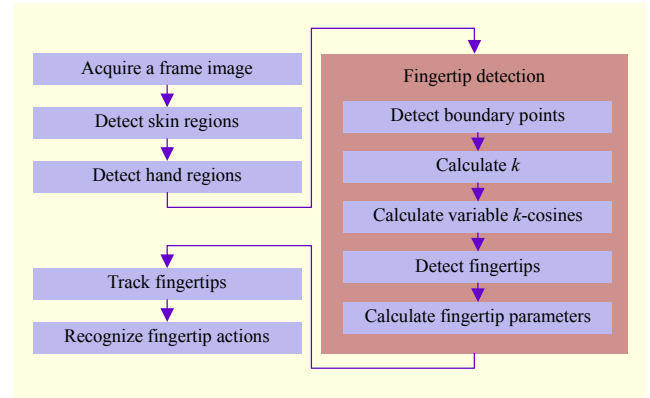 Acquire a frame image
Detect skin regions
Detect hand regions
Fingertip detection
Detect boundary points
Calculate k
Calculate variable k-cosines
Detect fingertips
Calculate fingertip parameters
Track fingertips
Recognize fingertip actions